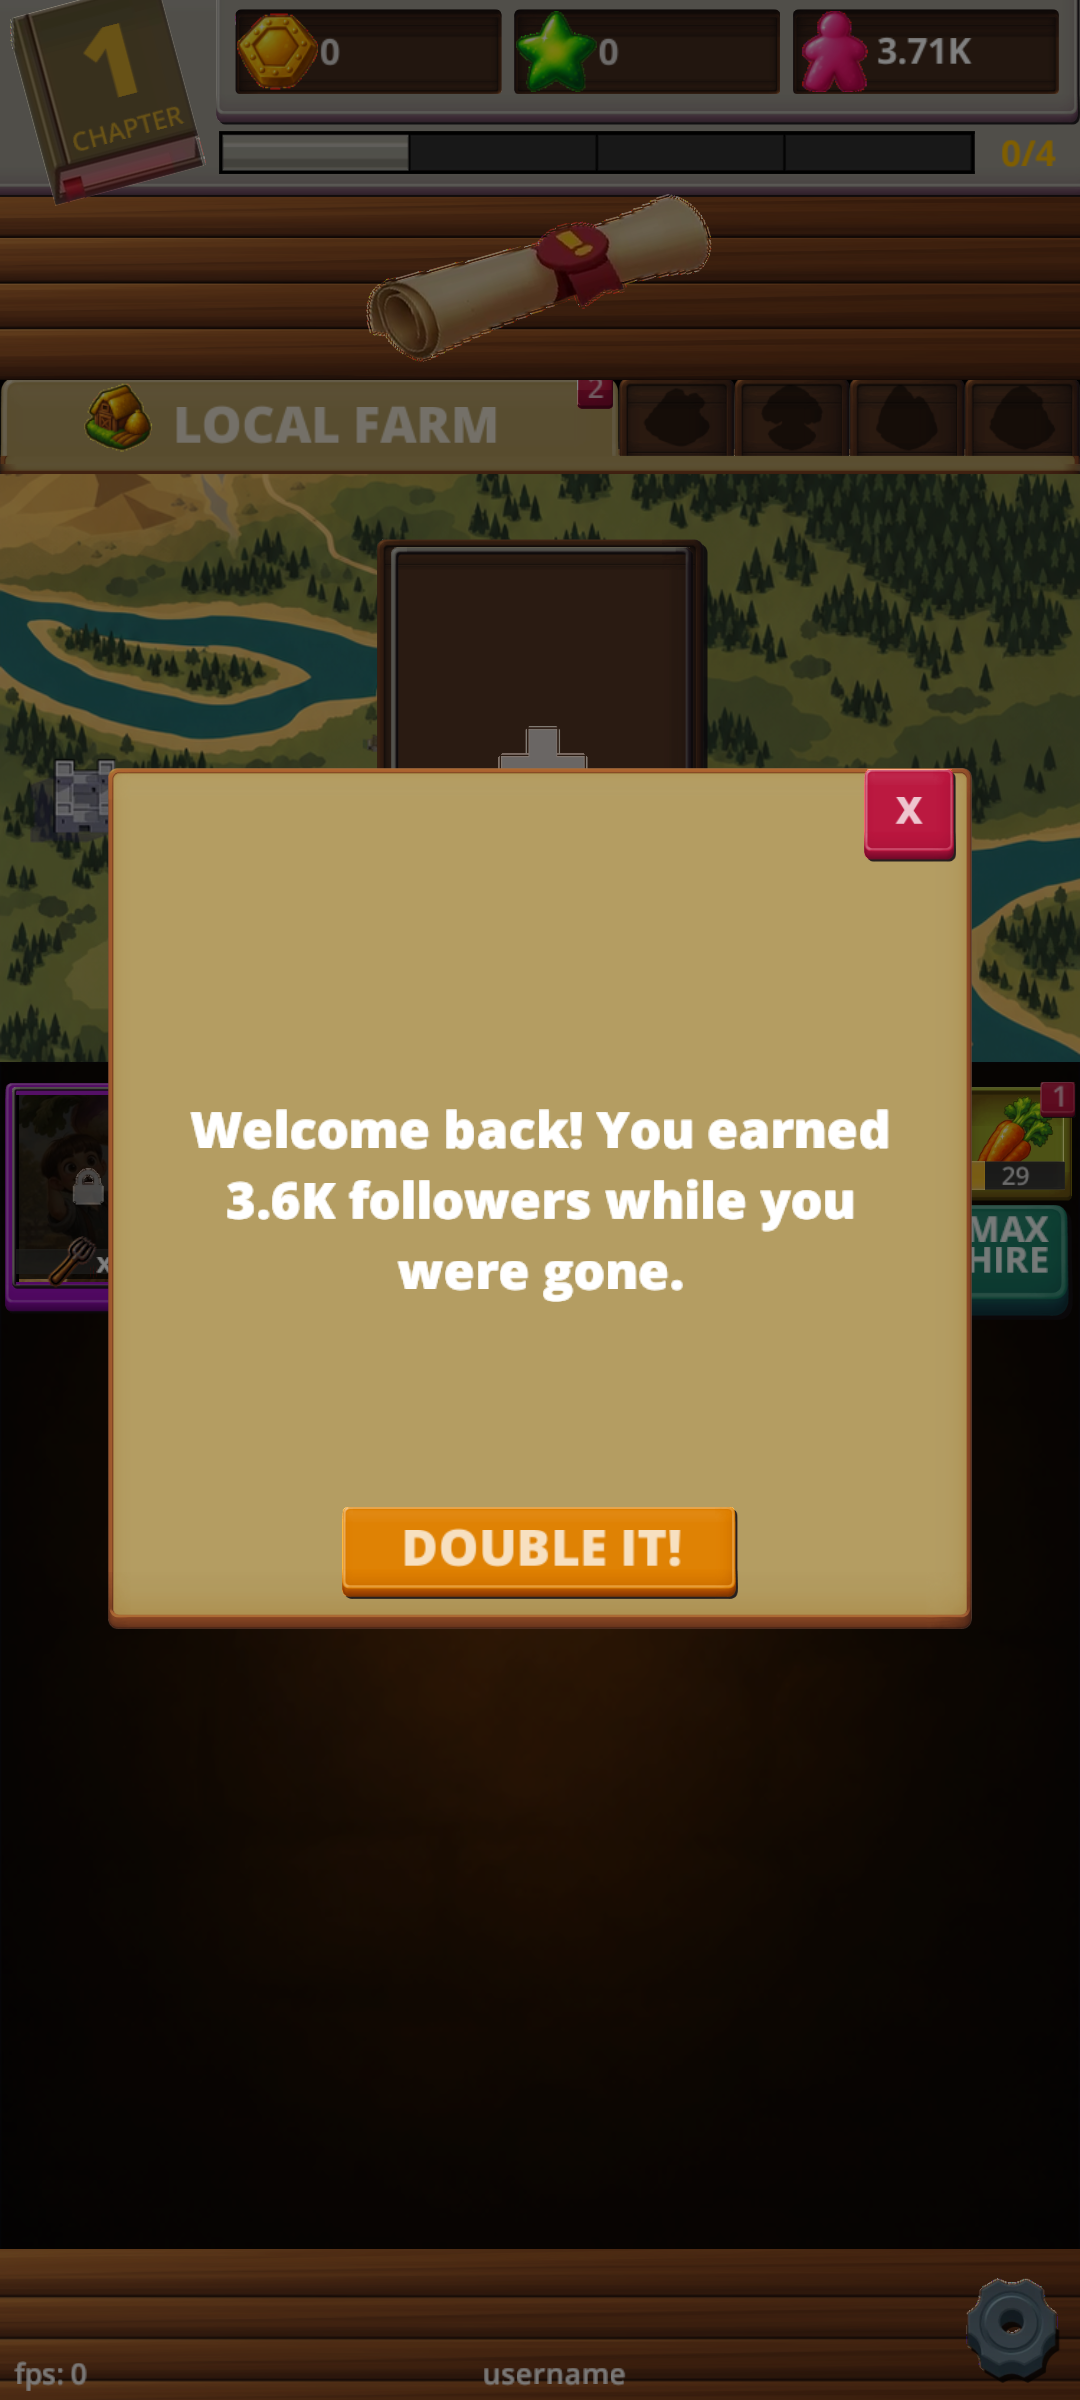 1
CHAPTER
0
0
3.71K
0/4
!
LOCAL FARM
2
X
Welcome back! You earned
3.6K followers while you
were gone.
1
29
x
MAX
HIRE
DOUBLE IT!
fps: 0
username